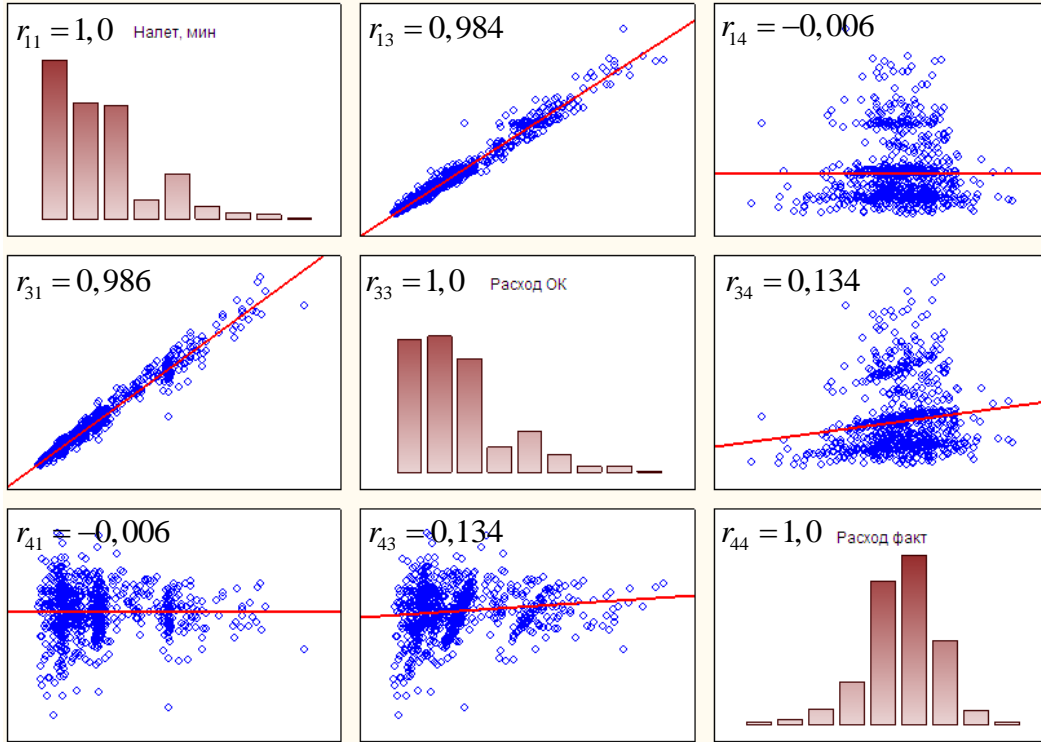 r₁₁ = 1,0 Налет, мин
r₁₃ = 0,984
r₁₄ = −0,006
r₃₁ = 0,986
r₃₃ = 1,0 Расход ОК
r₃₄ = 0,134
r₄₁ = −0,006
r₄₃ = 0,134
r₄₄ = 1,0 Расход факт